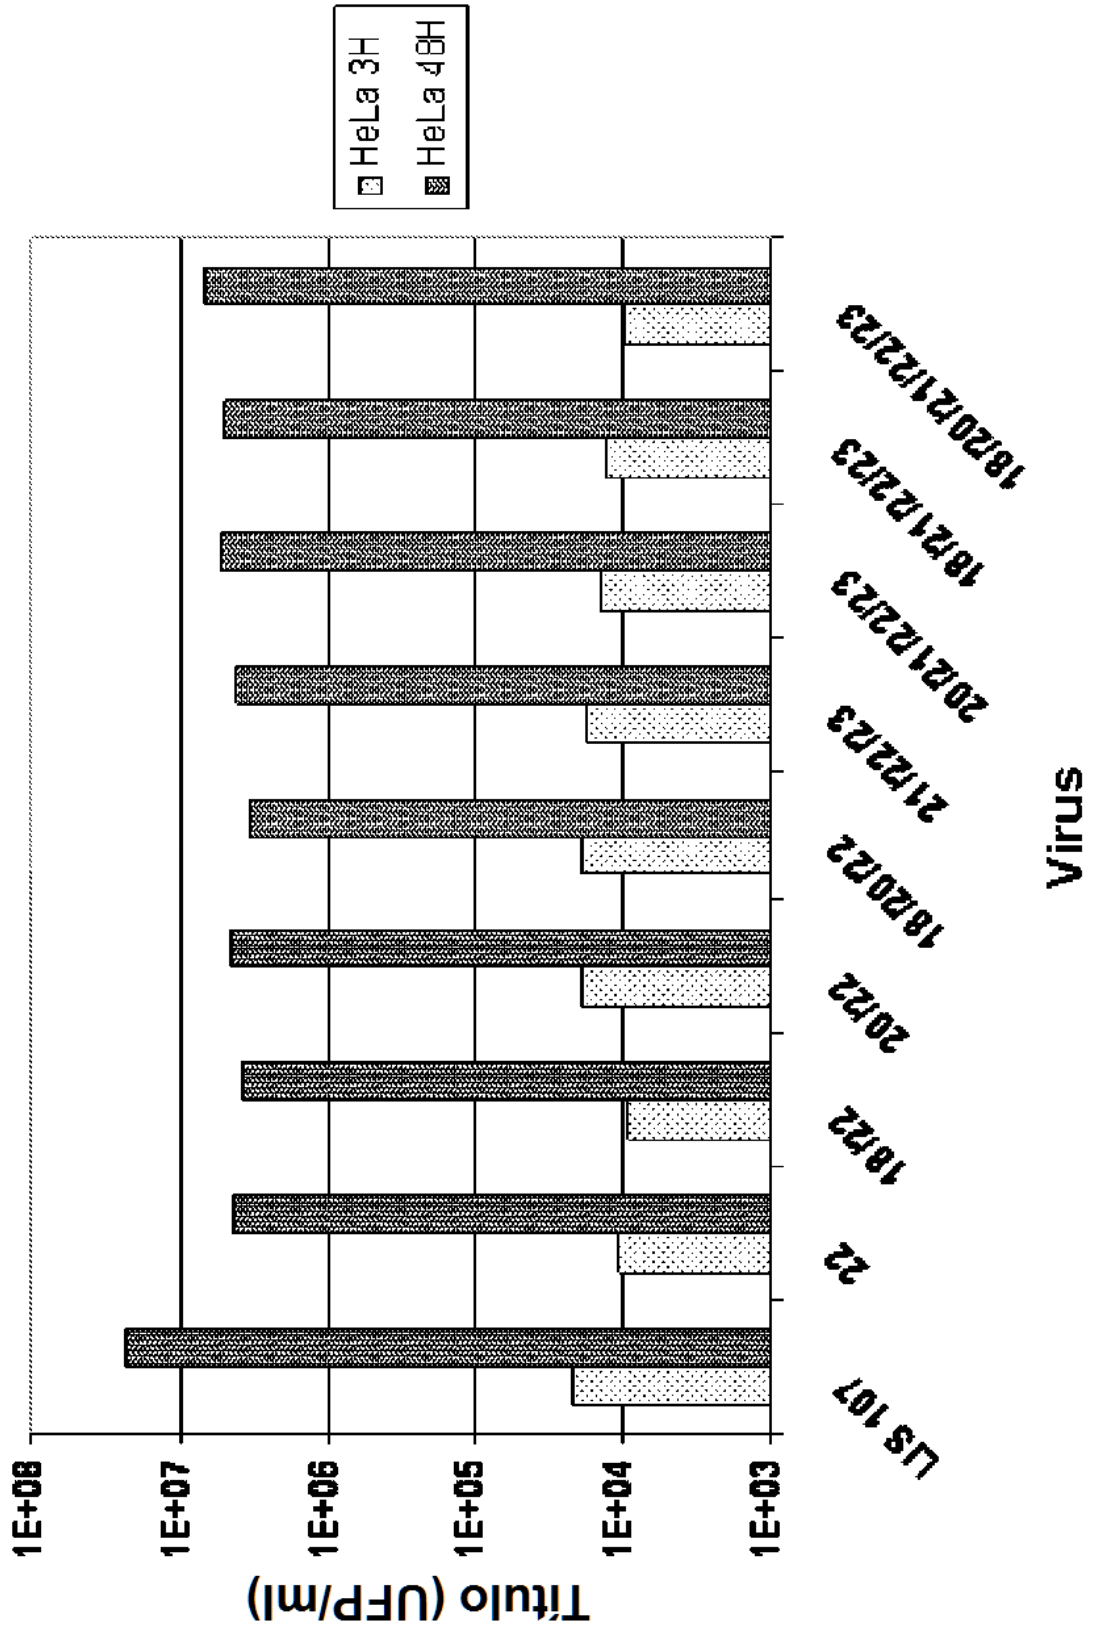 Título (UFP/ml)
1E+08
1E+07
1E+06
1E+05
1E+04
1E+03
LIS 107
22
18/22
20/22
18/20/22
21/22/23
20/21/22/23
18/21/22/23
18/20/21/22/23
Virus
HeLa 3H
HeLa 48H